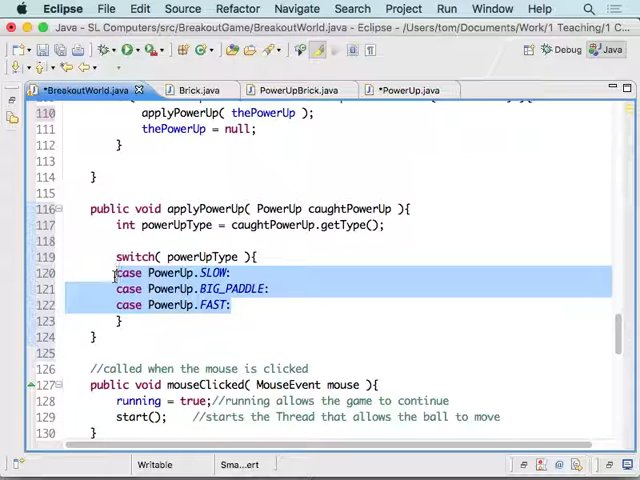 Eclipse File Edit Source Refactor Navigate Search Project Run Window Help
Java - SL Computers/src/BreakoutGame/BreakoutWorld.java - Eclipse - /Users/tom/Documents/Work/1 Teaching/1 C...
Debug Java
*BreakoutWorld.java Brick.java PowerUpBrick.java *PowerUp.java
110 applyPowerUp( thePowerUp );
111 thePowerUp = null;
112 }
113
114 }
115
116 public void applyPowerUp( PowerUp caughtPowerUp ){
117 int powerUpType = caughtPowerUp.getType();
118
119 switch( powerUpType ){
120 case PowerUp.SLOW:
121 case PowerUp.BIG_PADDLE:
122 case PowerUp.FAST:
123 }
124 }
125
126 //called when the mouse is clicked
127 public void mouseClicked( MouseEvent mouse ){
128 running = true;//running allows the game to continue
129 start(); //starts the Thread that allows the ball to move
130 }
Writable Sma...ert